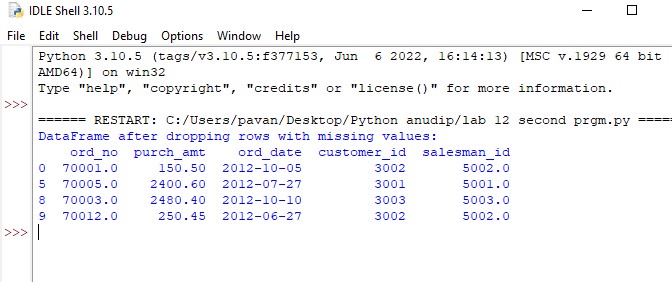 IDLE Shell 3.10.5
File Edit Shell Debug Options Window Help
Python 3.10.5 (tags/v3.10.5:f377153, Jun  6 2022, 16:14:13) [MSC v.1929 64 bit
AMD64)] on win32
Type "help", "copyright", "credits" or "license()" for more information.
>>>
====== RESTART: C:/Users/pavan/Desktop/Python anudip/lab 12 second prgm.py =====
DataFrame after dropping rows with missing values:
    ord_no  purch_amt    ord_date  customer_id  salesman_id
0  70001.0     150.50  2012-10-05         3002       5002.0
5  70005.0    2400.60  2012-07-27         3001       5001.0
8  70003.0    2480.40  2012-10-10         3003       5003.0
9  70012.0     250.45  2012-06-27         3002       5002.0
>>>